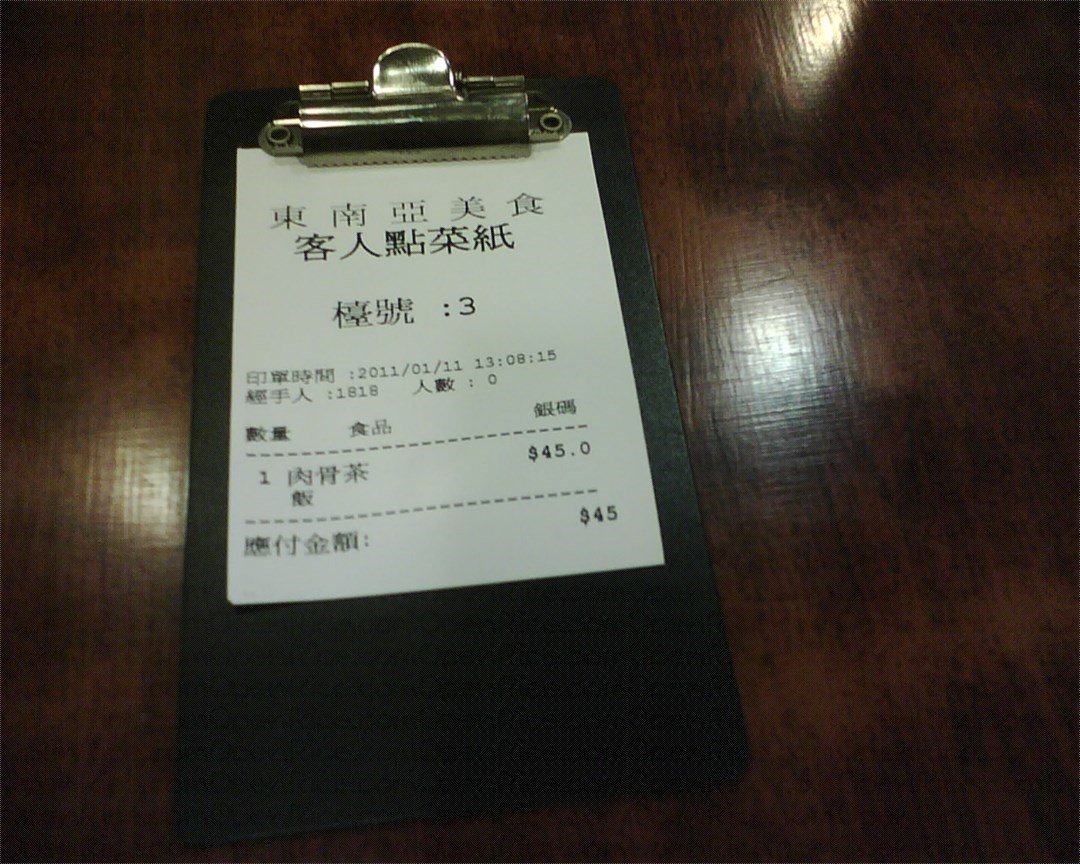 東南亞美食
客人點菜紙
檯號 :3
印單時間 :2011/01/11 13:08:15
經手人 :1818 人數 : 0
數量 食品 銀碼
1 肉骨茶 $45.0
飯
應付金額: $45